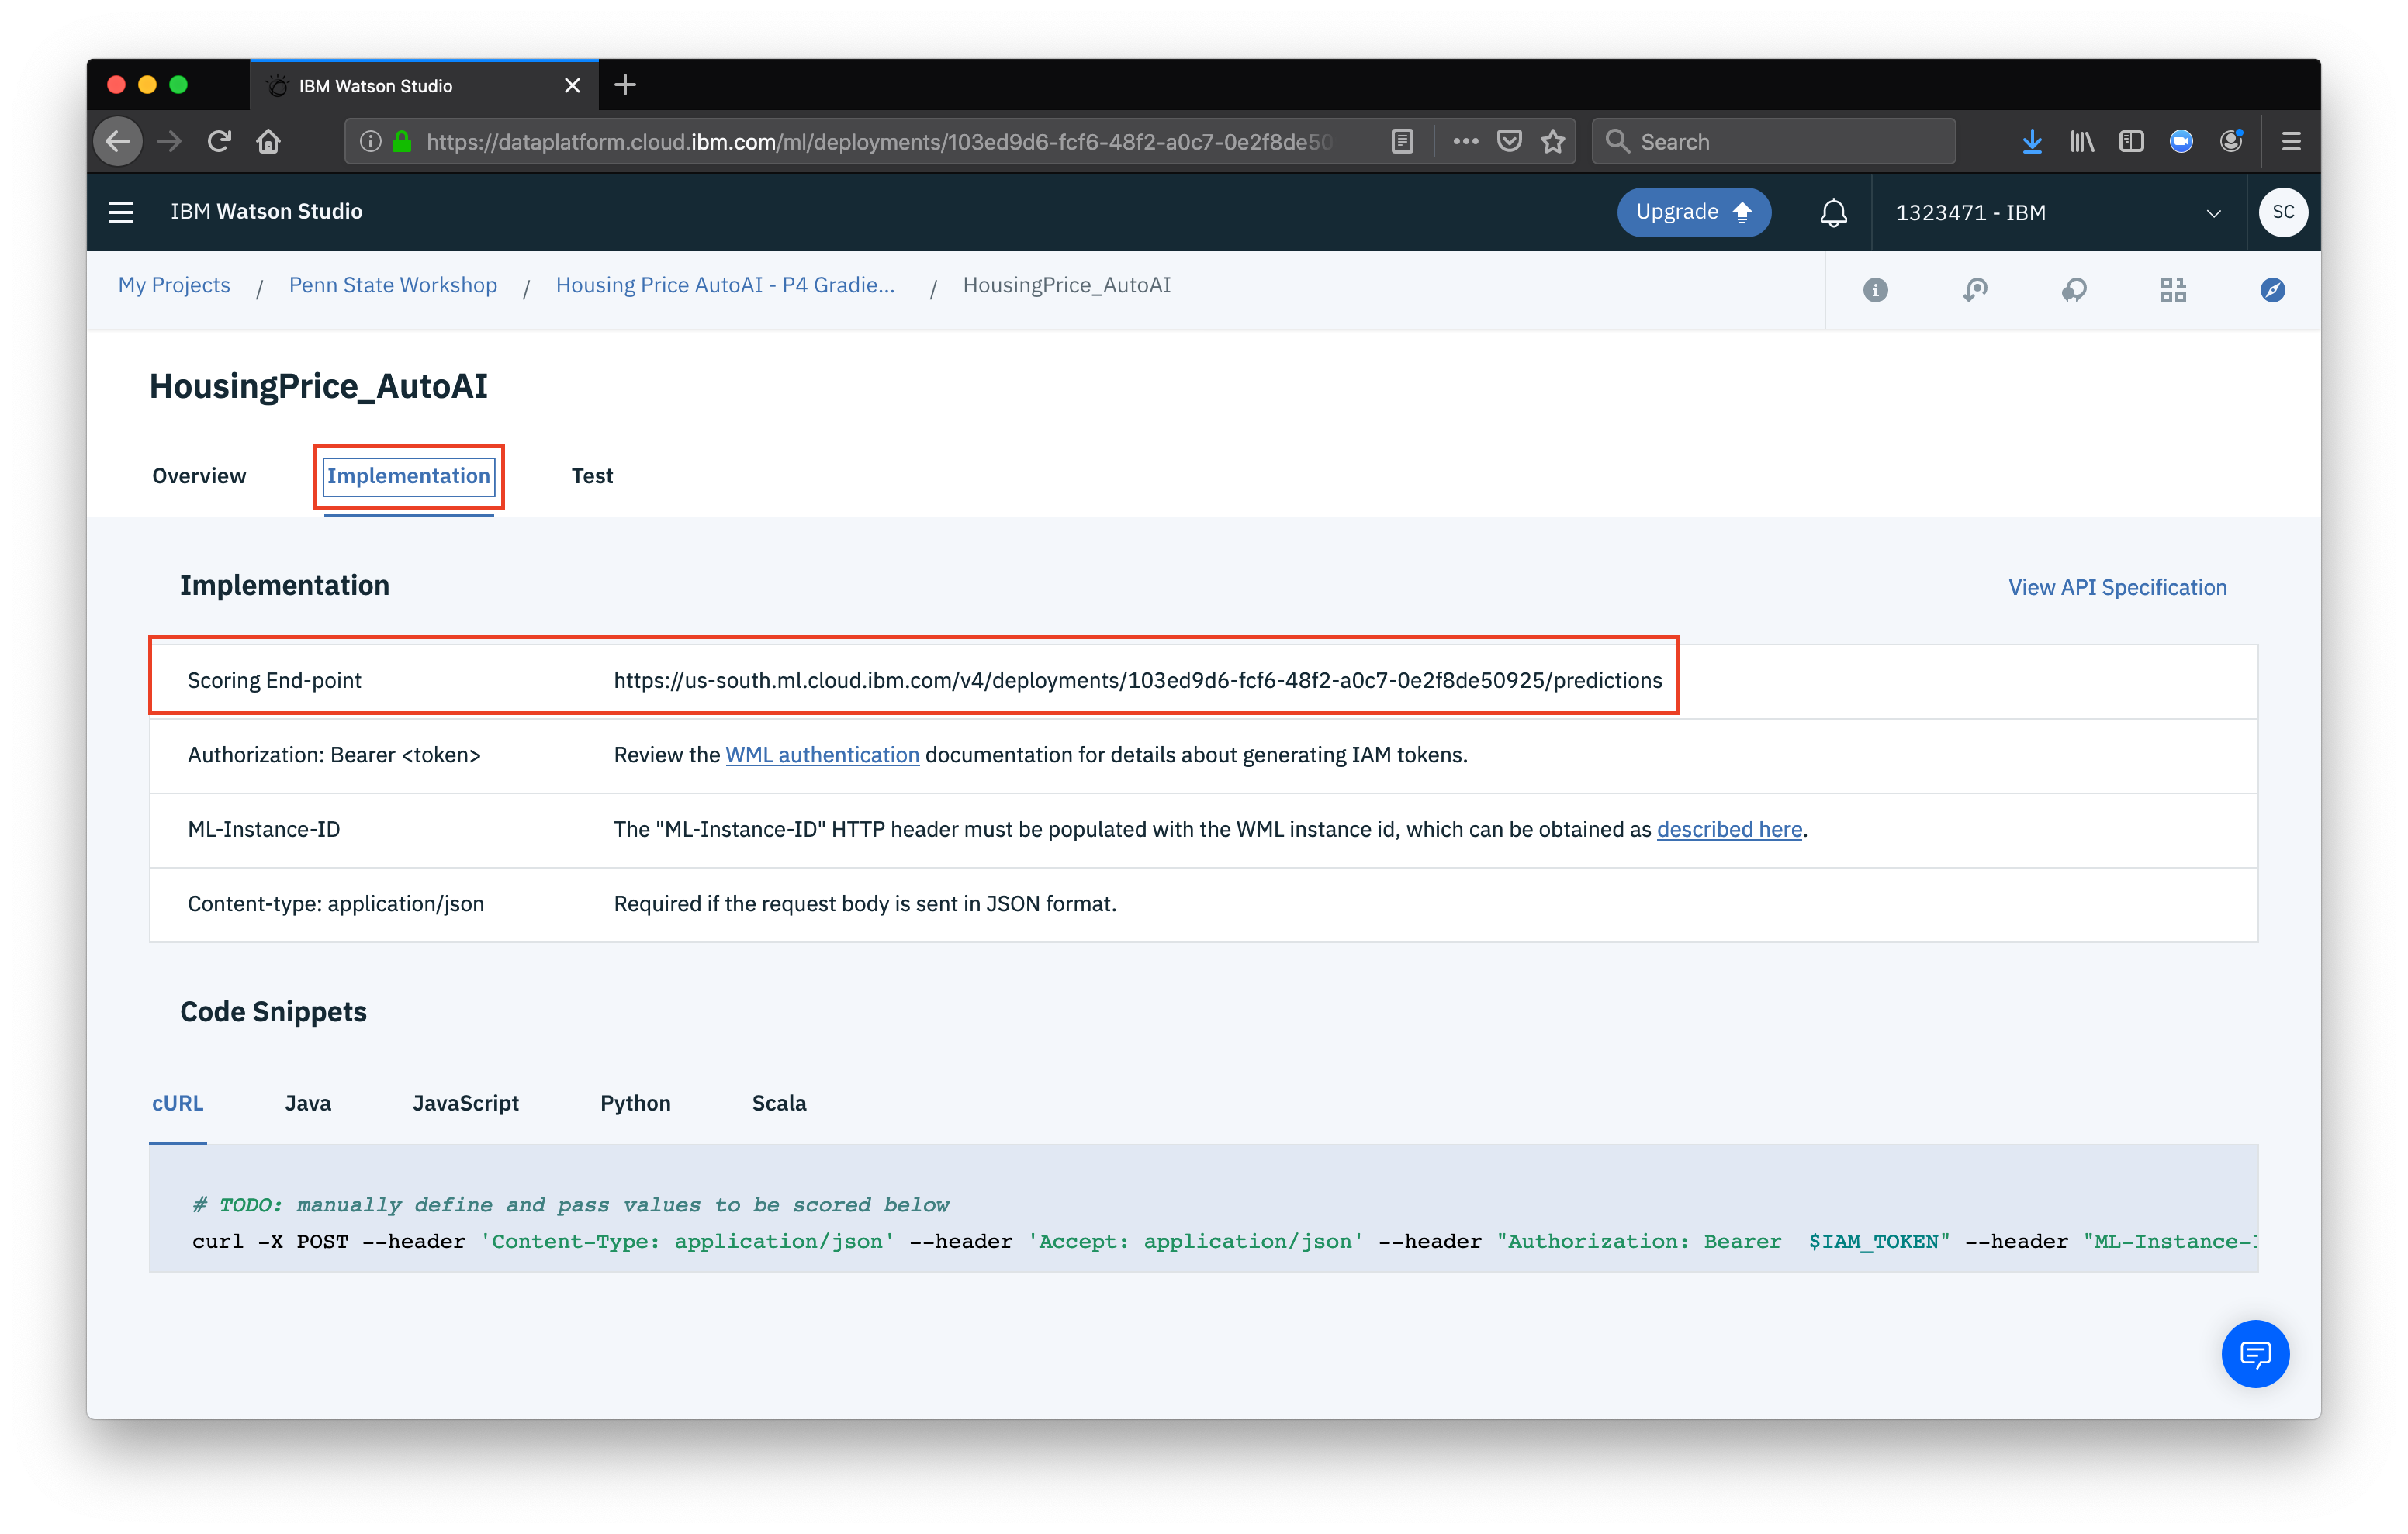 IBM Watson Studio
https://dataplatform.cloud.ibm.com/ml/deployments/103ed9d6-fcf6-48f2-a0c7-0e2f8de50
Search
IBM Watson Studio
Upgrade
1323471 - IBM
SC
My Projects / Penn State Workshop / Housing Price AutoAI - P4 Gradie... / HousingPrice_AutoAI
HousingPrice_AutoAI
Overview
Implementation
Test
Implementation
View API Specification
Scoring End-point https://us-south.ml.cloud.ibm.com/v4/deployments/103ed9d6-fcf6-48f2-a0c7-0e2f8de50925/predictions
Authorization: Bearer <token> Review the WML authentication documentation for details about generating IAM tokens.
ML-Instance-ID The "ML-Instance-ID" HTTP header must be populated with the WML instance id, which can be obtained as described here.
Content-type: application/json Required if the request body is sent in JSON format.
Code Snippets
cURL
Java
JavaScript
Python
Scala
# TODO: manually define and pass values to be scored below
curl -X POST --header 'Content-Type: application/json' --header 'Accept: application/json' --header "Authorization: Bearer  $IAM_TOKEN" --header "ML-Instance-